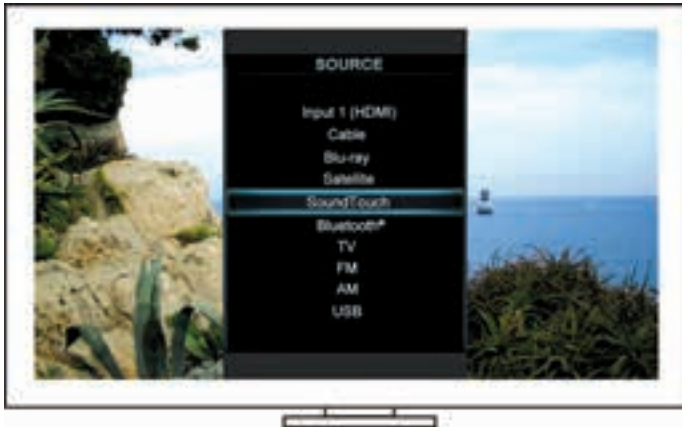 SOURCE
Input 1 (HDMI)
Cable
Blu-ray
Satellite
SoundTouch
Bluetooth®
TV
FM
AM
USB